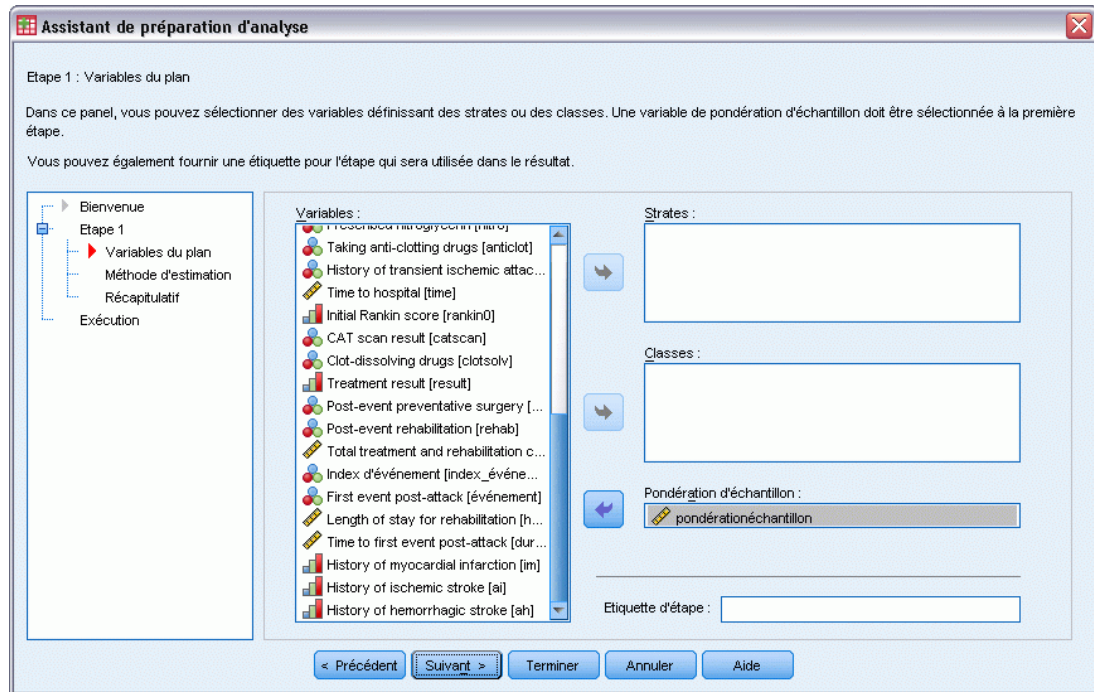 Assistant de préparation d'analyse
Etape 1 : Variables du plan
Dans ce panel, vous pouvez sélectionner des variables définissant des strates ou des classes. Une variable de pondération d'échantillon doit être sélectionnée à la première
étape.
Vous pouvez également fournir une étiquette pour l'étape qui sera utilisée dans le résultat.
Bienvenue
Etape 1
Variables du plan
Méthode d'estimation
Récapitulatif
Exécution
Variables :
Prescribed nitroglycerin [nitro]
Taking anti-clotting drugs [anticlot]
History of transient ischemic attac...
Time to hospital [time]
Initial Rankin score [rankin0]
CAT scan result [catscan]
Clot-dissolving drugs [clotsolv]
Treatment result [result]
Post-event preventative surgery [...
Post-event rehabilitation [rehab]
Total treatment and rehabilitation c...
Index d'événement [index_événe...
First event post-attack [événement]
Length of stay for rehabilitation [h...
Time to first event post-attack [dur...
History of myocardial infarction [im]
History of ischemic stroke [ai]
History of hemorrhagic stroke [ah]
Strates :
Classes :
Pondération d'échantillon :
pondérationéchantillon
Etiquette d'étape :
< Précédent
Suivant >
Terminer
Annuler
Aide